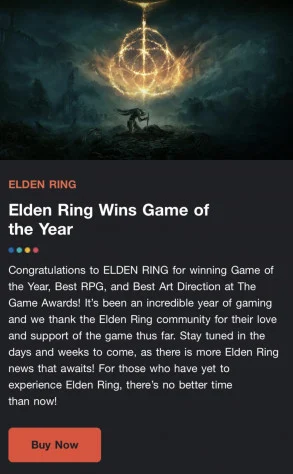 ELDEN RING
Elden Ring Wins Game of
the Year
Congratulations to ELDEN RING for winning Game of
the Year, Best RPG, and Best Art Direction at The
Game Awards! It's been an incredible year of gaming
and we thank the Elden Ring community for their love
and support of the game thus far. Stay tuned in the
days and weeks to come, as there is more Elden Ring
news that awaits! For those who have yet to
experience Elden Ring, there's no better time
than now!
Buy Now